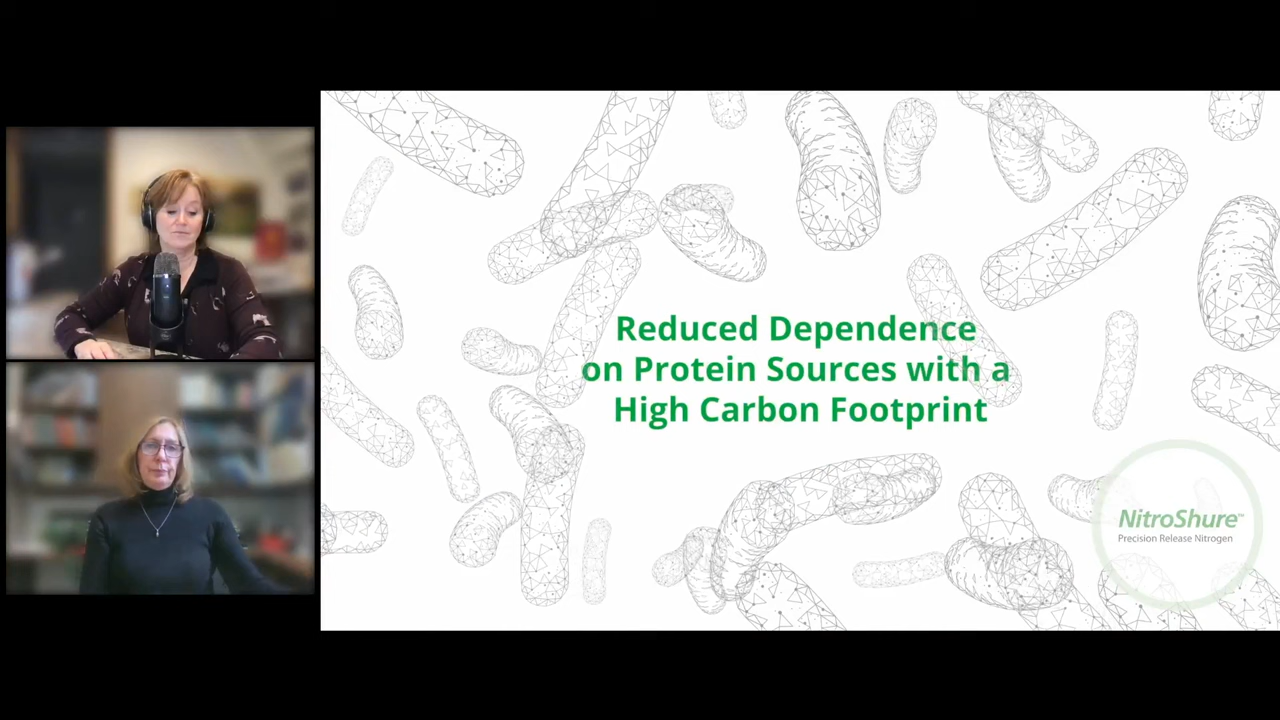 Reduced Dependence
on Protein Sources with a
High Carbon Footprint
NitroShure™
Precision Release Nitrogen